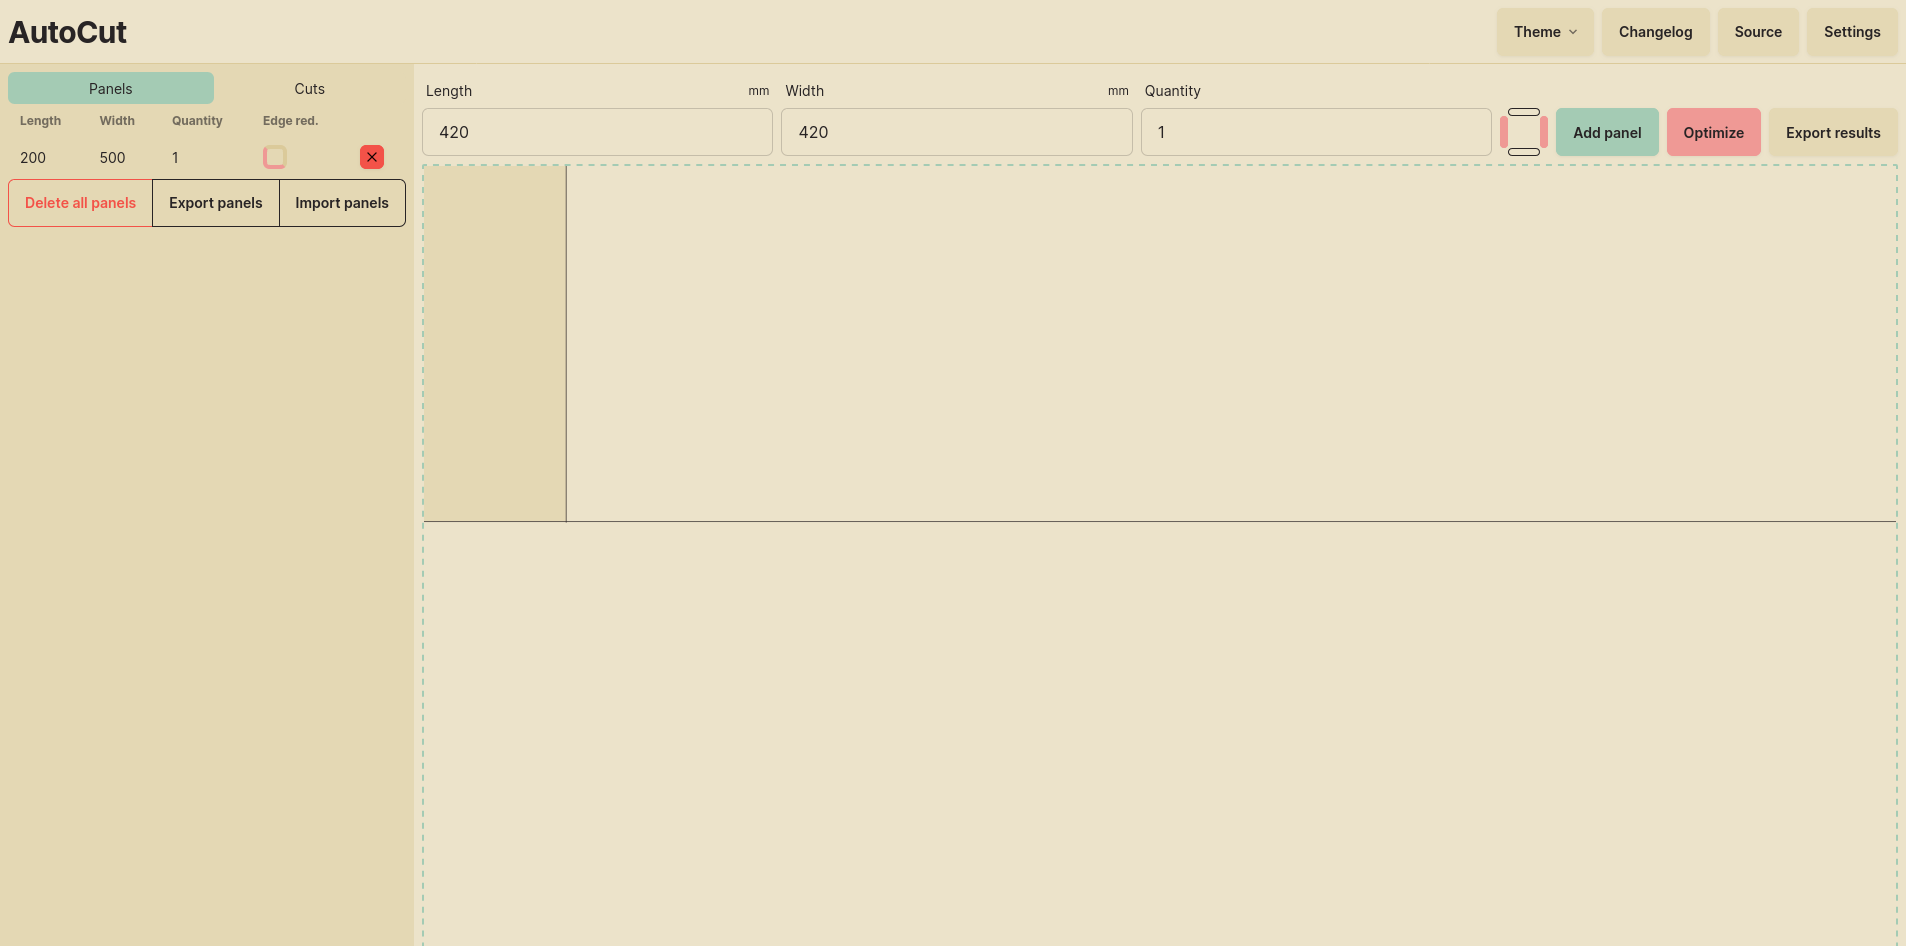 AutoCut
Theme
Changelog
Source
Settings
Panels
Cuts
Length Width Quantity Edge red.
200 500 1
Delete all panels
Export panels
Import panels
Length mm
Width mm
Quantity
420
420
1
Add panel
Optimize
Export results